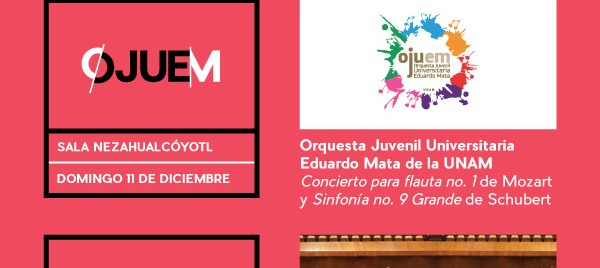 OJUEM
SALA NEZAHUALCÓYOTL
DOMINGO 11 DE DICIEMBRE
ojuem
Orquesta Juvenil
Universitaria
Eduardo Mata
UNAM
Orquesta Juvenil Universitaria
Eduardo Mata de la UNAM
Concierto para flauta no. 1 de Mozart
y Sinfonía no. 9 Grande de Schubert